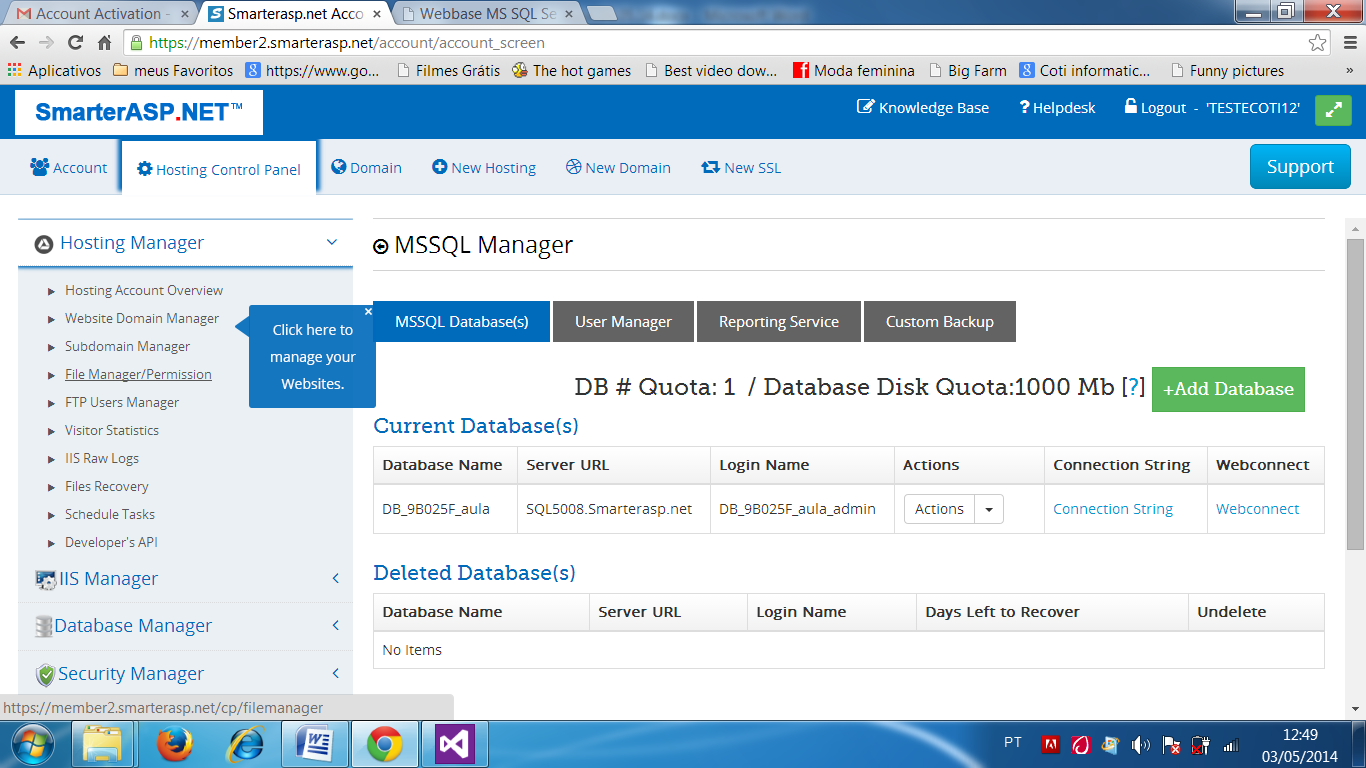 Account Activation -
Smarterasp.net Acco
Webbase MS SQL Se
https://member2.smarterasp.net/account/account_screen
Aplicativos
meus Favoritos
https://www.go...
Filmes Grátis
The hot games
Best video dow...
Moda feminina
Big Farm
Coti informatic...
Funny pictures
»
SmarterASP.NET™
Knowledge Base
? Helpdesk
Logout - 'TESTECOTI12'
Account
Hosting Control Panel
Domain
New Hosting
New Domain
New SSL
Support
Hosting Manager
Hosting Account Overview
Website Domain Manager
Subdomain Manager
File Manager/Permission
FTP Users Manager
Visitor Statistics
IIS Raw Logs
Files Recovery
Schedule Tasks
Developer's API
IIS Manager
Database Manager
Security Manager
Click here to
manage your
Websites.
MSSQL Manager
MSSQL Database(s)
User Manager
Reporting Service
Custom Backup
DB # Quota: 1 / Database Disk Quota:1000 Mb [?]
+Add Database
Current Database(s)
Database Name Server URL Login Name Actions Connection String Webconnect
DB_9B025F_aula SQL5008.Smarterasp.net DB_9B025F_aula_admin Actions Connection String Webconnect
Deleted Database(s)
Database Name Server URL Login Name Days Left to Recover Undelete
No Items
https://member2.smarterasp.net/cp/filemanager
PT
12:49
03/05/2014